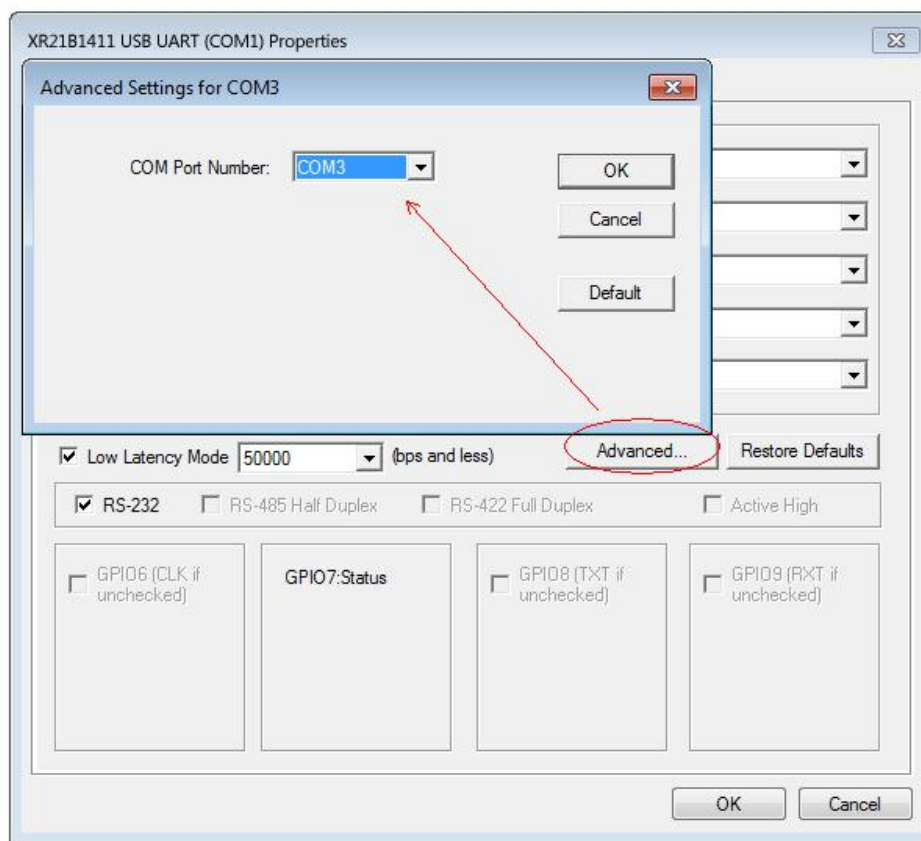 XR21B1411 USB UART (COM1) Properties
Advanced Settings for COM3
COM Port Number:
COM3
OK
Cancel
Default
Low Latency Mode
50000
(bps and less)
Advanced...
Restore Defaults
RS-232
RS-485 Half Duplex
RS-422 Full Duplex
Active High
GPIO6 (CLK if
unchecked)
GPIO7:Status
GPIO8 (TXT if
unchecked)
GPIO9 (RXT if
unchecked)
OK
Cancel